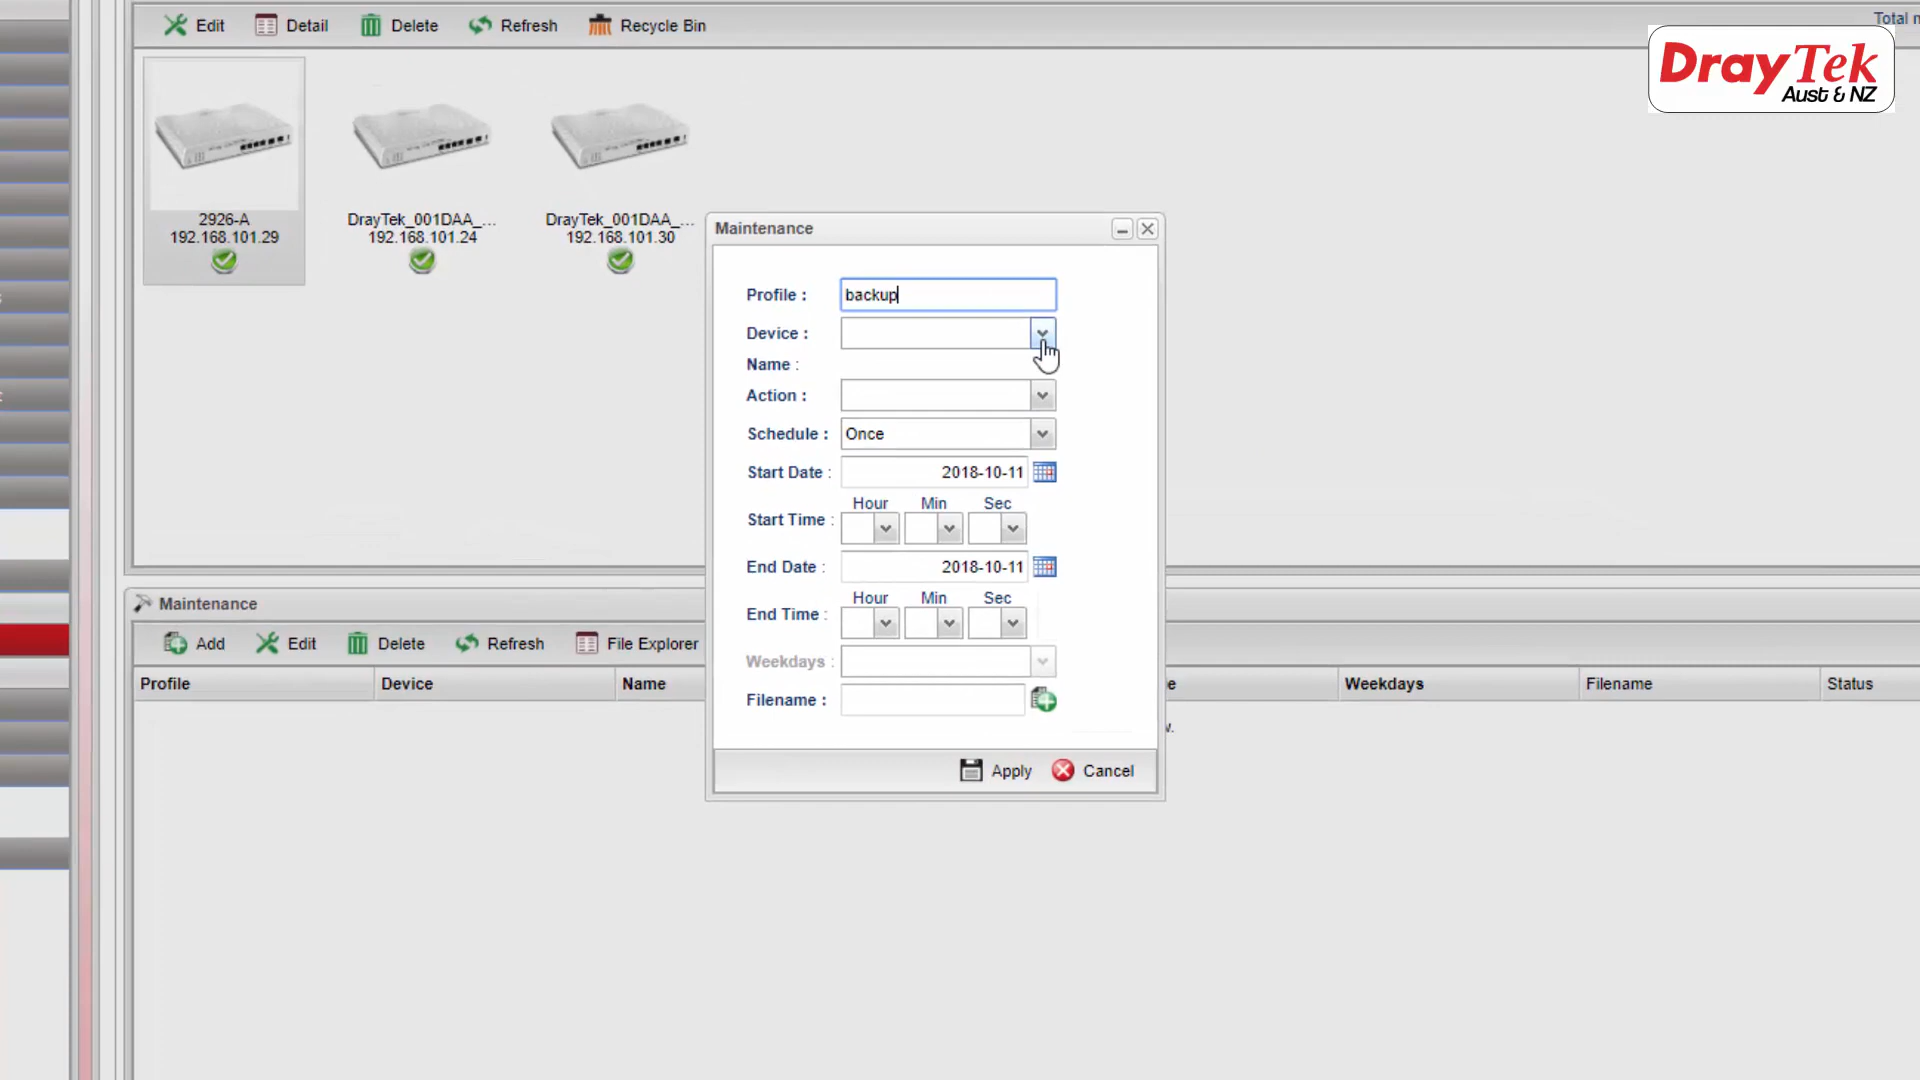 Edit Detail Delete Refresh Recycle Bin
Total
DrayTek
Aust & NZ
2926-A
192.168.101.29
DrayTek_001DAA_...
192.168.101.24
DrayTek_001DAA_...
192.168.101.30
Maintenance
Profile : backup
Device :
Name :
Action :
Schedule : Once
Start Date : 2018-10-11
Hour Min Sec
Start Time :
End Date : 2018-10-11
Hour Min Sec
End Time :
Weekdays :
Filename :
Apply Cancel
Maintenance
Add Edit Delete Refresh File Explorer
Profile Device Name Weekdays Filename Status